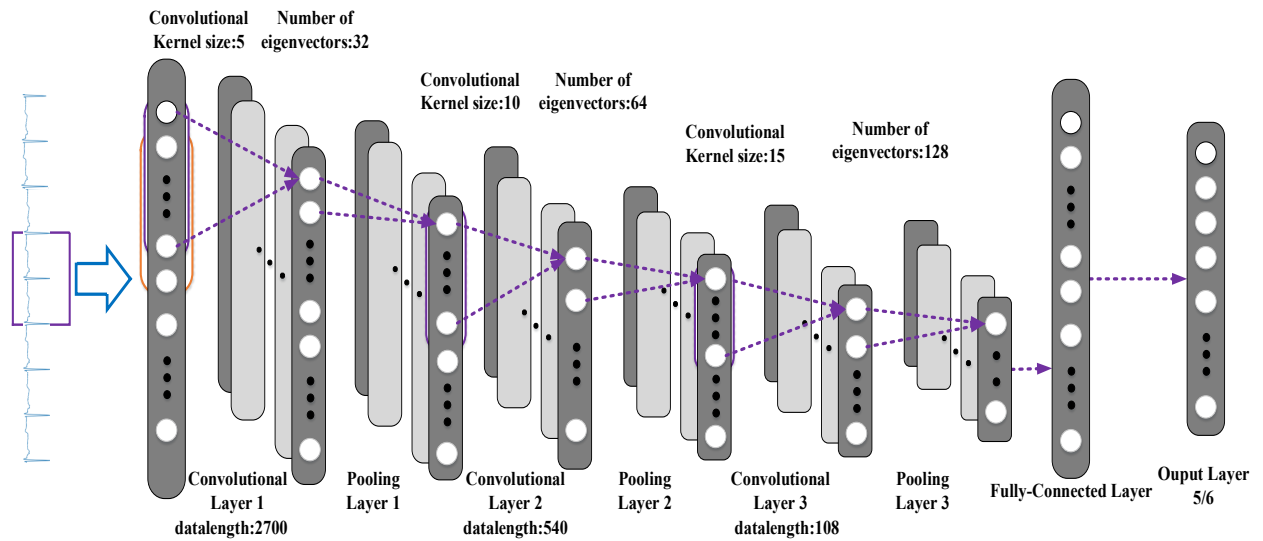 Convolutional
Kernel size:5
Number of
eigenvectors:32
Convolutional
Kernel size:10
Number of
eigenvectors:64
Convolutional
Kernel size:15
Number of
eigenvectors:128
Convolutional
Layer 1
datalength:2700
Pooling
Layer 1
Convolutional
Layer 2
datalength:540
Pooling
Layer 2
Convolutional
Layer 3
datalength:108
Pooling
Layer 3
Fully-Connected Layer
Ouput Layer
5/6